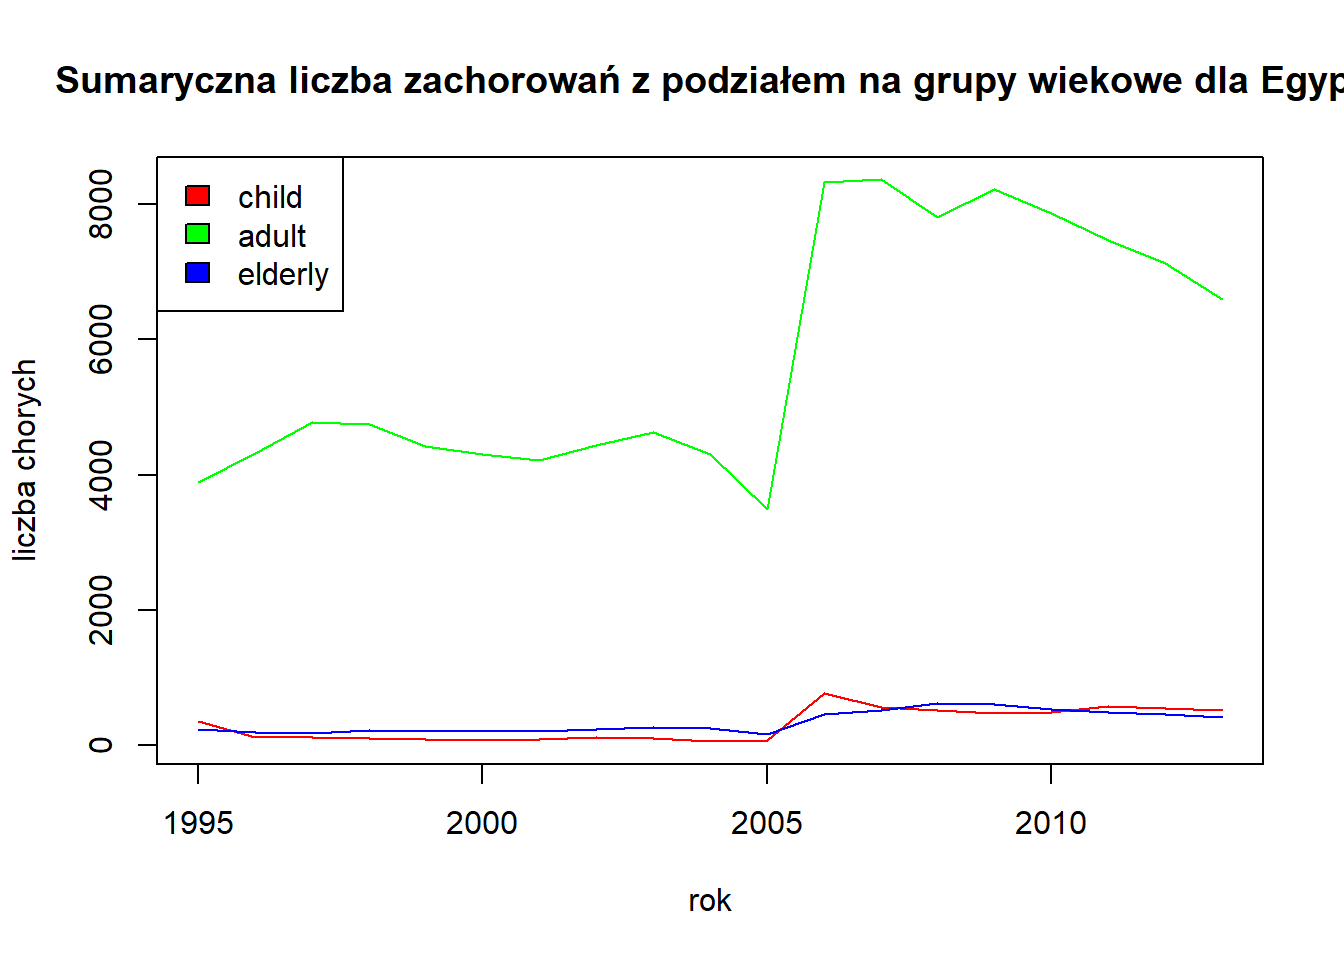 Sumaryczna liczba zachorowań z podziałem na grupy wiekowe dla Egyp
child
adult
elderly
8000
6000
4000
2000
0
liczba chorych
1995 2000 2005 2010
rok